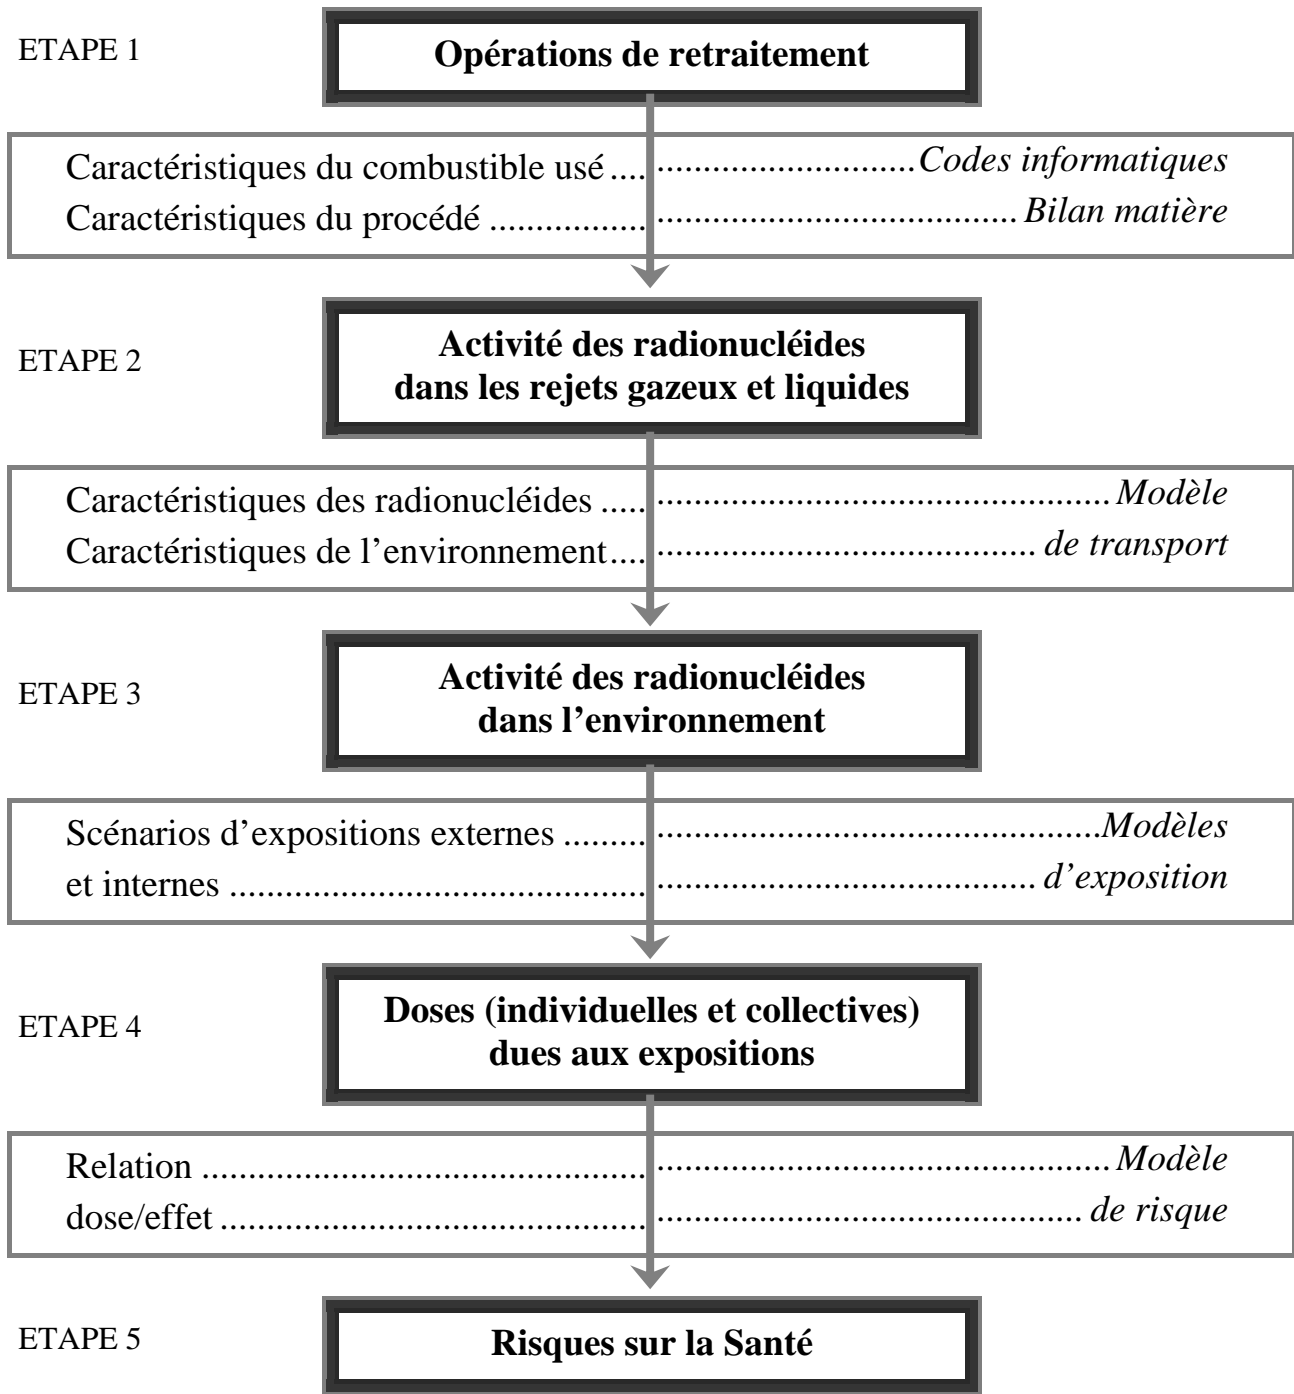 ETAPE 1
Opérations de retraitement
Caractéristiques du combustible usé .... ...........................Codes informatiques
Caractéristiques du procédé ................. ..................................... Bilan matière
ETAPE 2
Activité des radionucléides
dans les rejets gazeux et liquides
Caractéristiques des radionucléides ..... ............................................... Modèle
Caractéristiques de l’environnement.... ....................................... de transport
ETAPE 3
Activité des radionucléides
dans l’environnement
Scénarios d’expositions externes ......... ..............................................Modèles
et internes ............................................. ....................................... d’exposition
ETAPE 4
Doses (individuelles et collectives)
dues aux expositions
Relation ................................................ ............................................... Modèle
dose/effet .............................................. ............................................ de risque
ETAPE 5
Risques sur la Santé